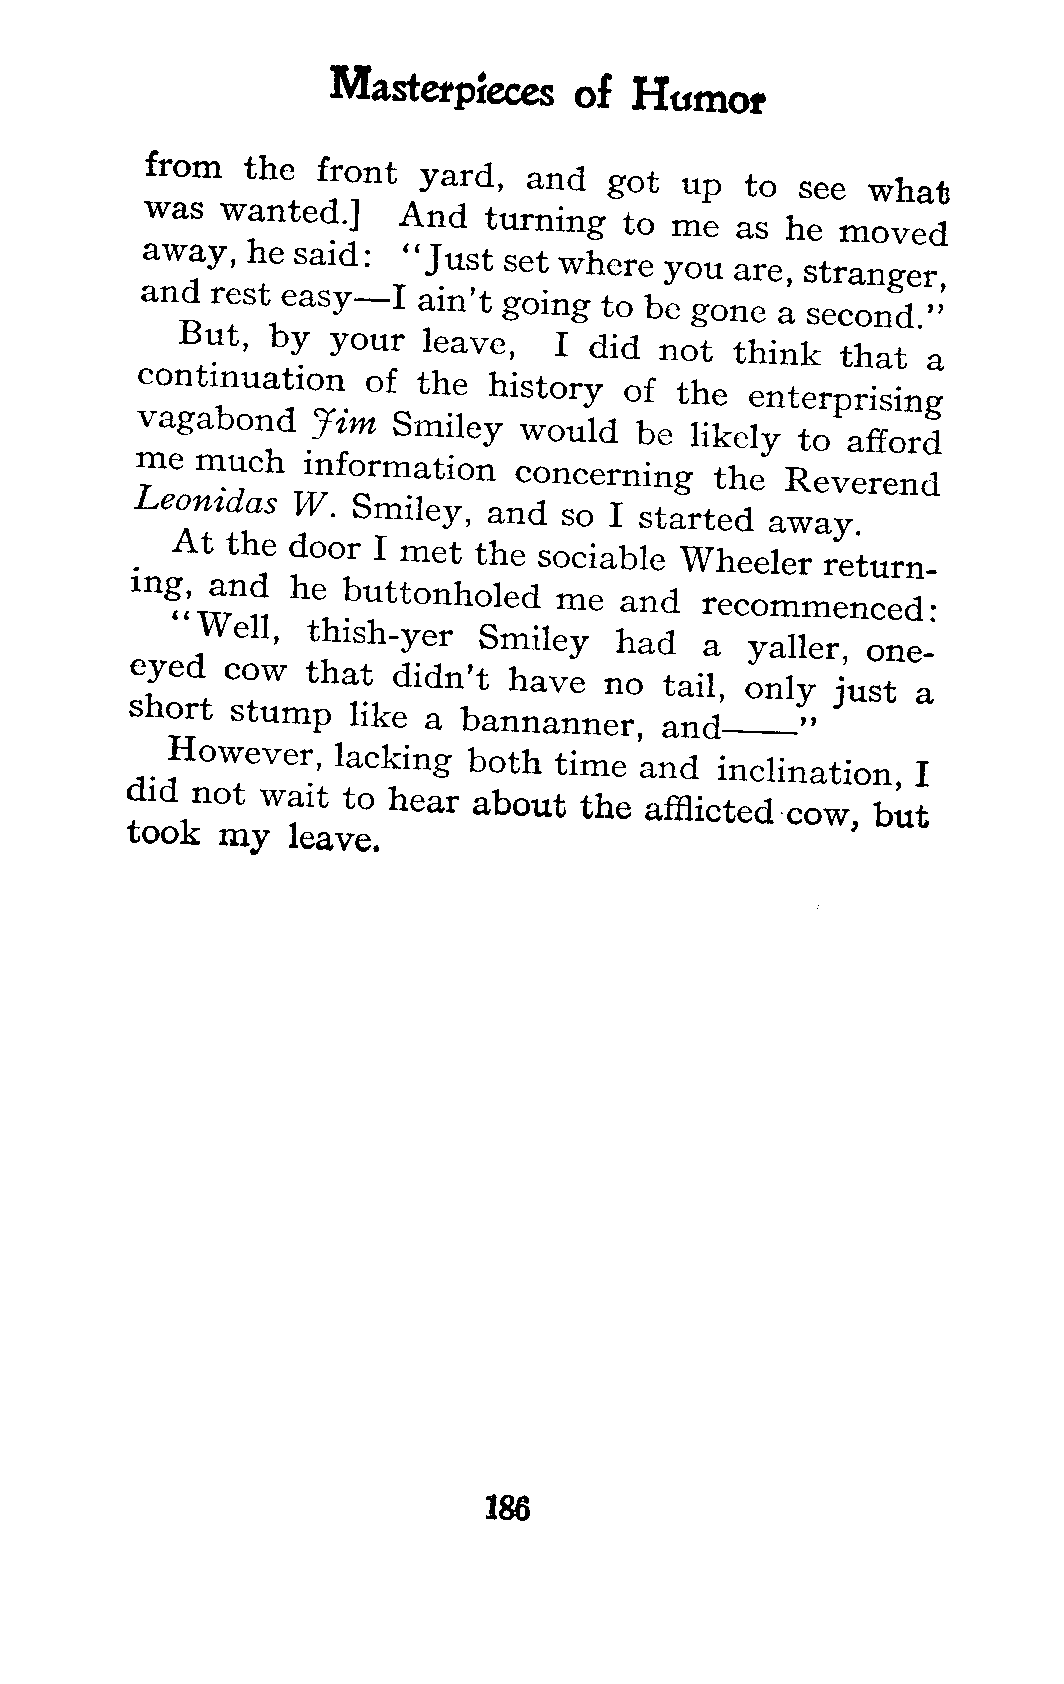 Masterpieces of Humor
from the front yard, and got up to see what
was wanted.] And turning to me as he moved
away, he said: “Just set where you are, stranger,
and rest easy—I ain't going to be gone a second.”
But, by your leave, I did not think that a
continuation of the history of the enterprising
vagabond Jim Smiley would be likely to afford
me much information concerning the Reverend
Leonidas W. Smiley, and so I started away.
At the door I met the sociable Wheeler return-
ing, and he buttonholed me and recommenced:
“Well, thish-yer Smiley had a yaller, one-
eyed cow that didn't have no tail, only just a
short stump like a bannanner, and——”
However, lacking both time and inclination, I
did not wait to hear about the afflicted cow, but
took my leave.
186